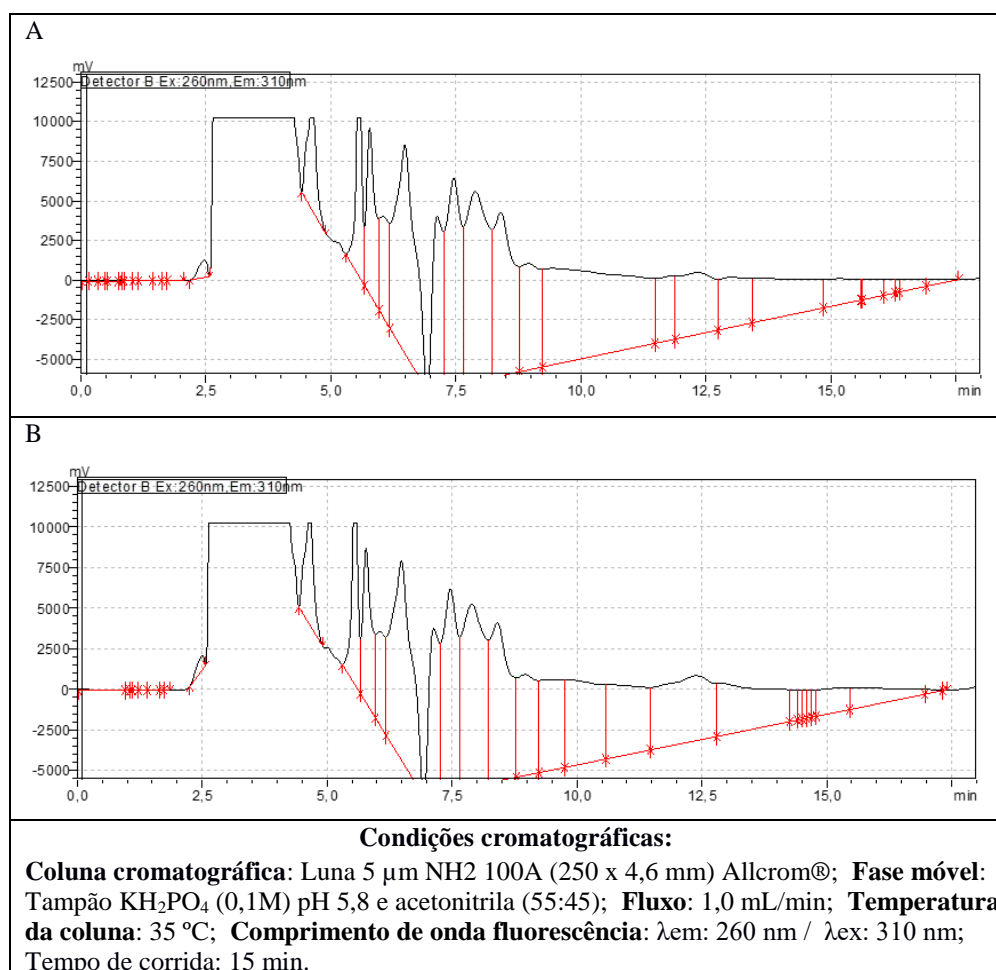 A
mV
Detector B Ex:260nm,Em:310nm
12500
10000
7500
5000
2500
0
-2500
-5000
0,0 2,5 5,0 7,5 10,0 12,5 15,0 min
B
mV
Detector B Ex:260nm,Em:310nm
12500
10000
7500
5000
2500
0
-2500
-5000
0,0 2,5 5,0 7,5 10,0 12,5 15,0 min
Condições cromatográficas:
Coluna cromatográfica: Luna 5 µm NH2 100A (250 x 4,6 mm) Allcrom®; Fase móvel:
Tampão KH₂PO₄ (0,1M) pH 5,8 e acetonitrila (55:45); Fluxo: 1,0 mL/min; Temperatura
da coluna: 35 ºC; Comprimento de onda fluorescência: λem: 260 nm / λex: 310 nm;
Tempo de corrida: 15 min.